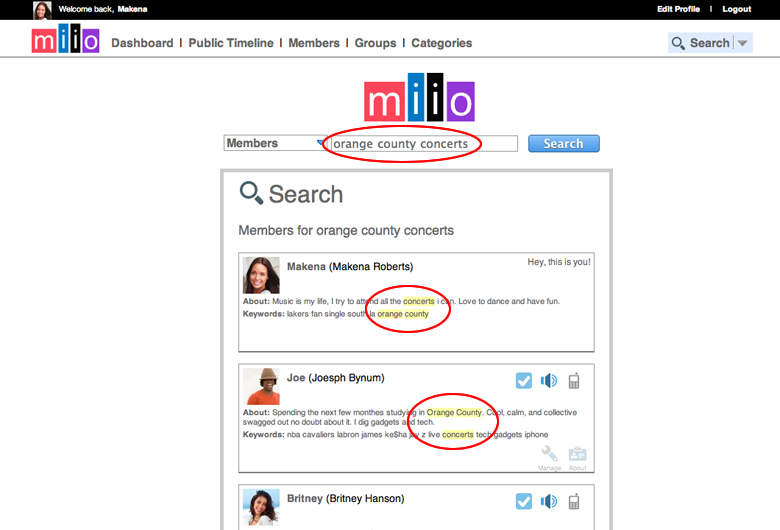 Welcome back, Makena
Edit Profile | Logout
miio
Dashboard | Public Timeline | Members | Groups | Categories
Search
miio
Members
orange county concerts
Search
Search
Members for orange county concerts
Makena (Makena Roberts)
Hey, this is you!
About: Music is my life, I try to attend all the concerts i can. Love to dance and have fun.
Keywords: lakers fan single south la orange county
Joe (Joesph Bynum)
About: Spending the next few monthes studying in Orange County. Cool, calm, and collective
swagged out no doubt about it. I dig gadgets and tech.
Keywords: nba cavaliers labron james ke$ha jay z live concerts tech gadgets iphone
Manage
About
Britney (Britney Hanson)